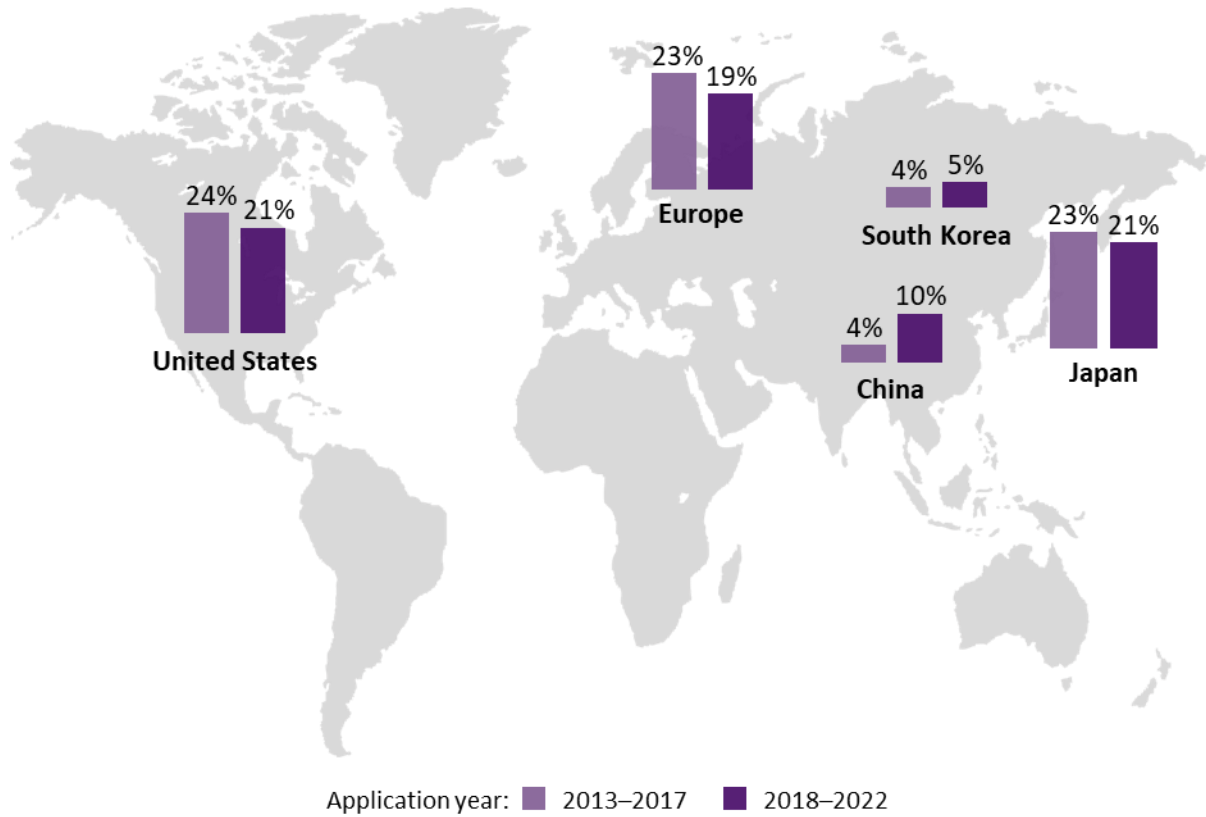 23%
19%
Europe
4%
5%
South Korea
24%
21%
United States
23%
21%
Japan
4%
10%
China
Application year: 2013–2017 2018–2022